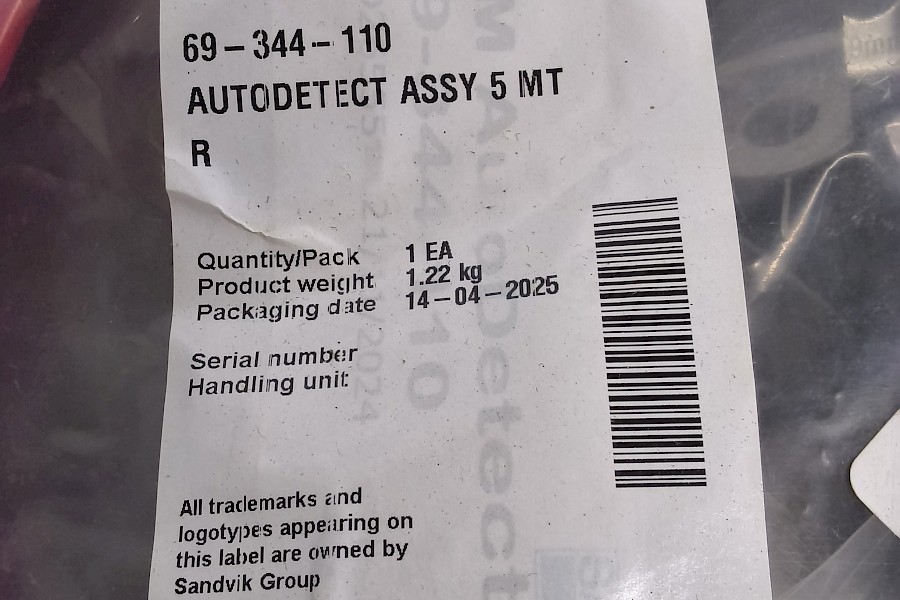 69-344-110
AUTODETECT ASSY 5 MT
R
Quantity/Pack 1 EA
Product weight 1.22 kg
Packaging date 14-04-2025
Serial number
Handling unit:
All trademarks and
logotypes appearing on
this label are owned by
Sandvik Group